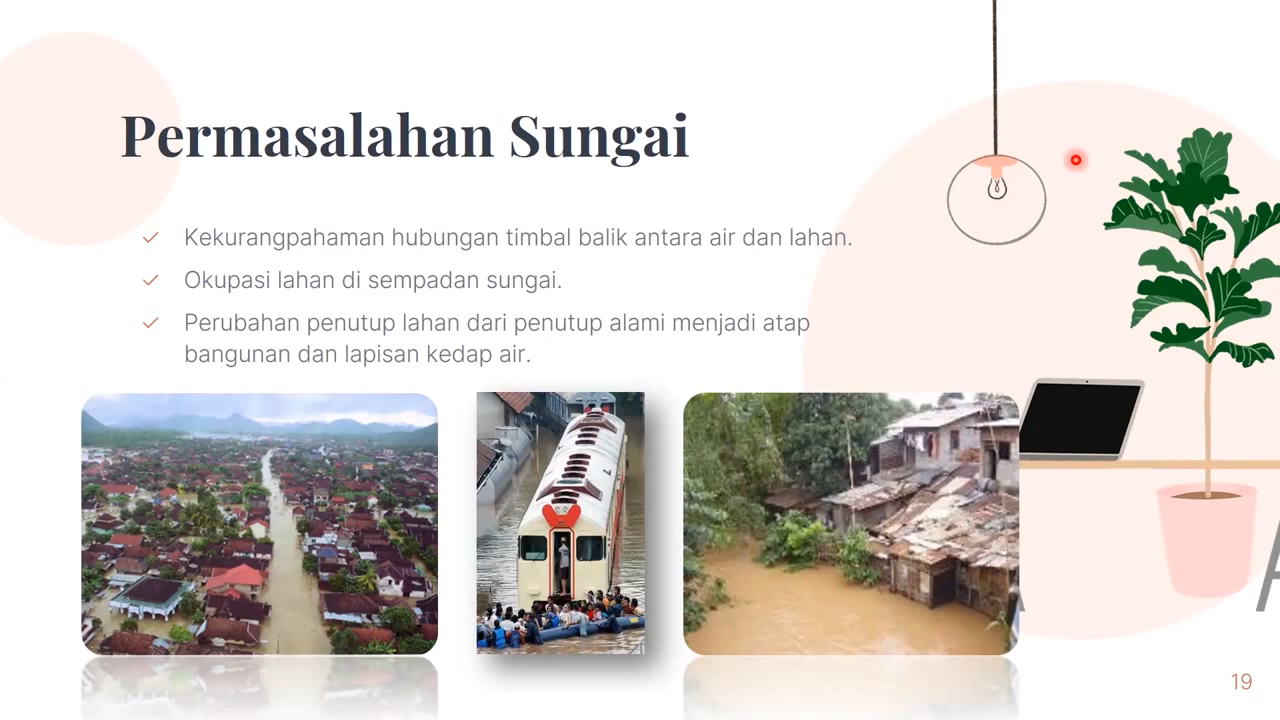 Permasalahan Sungai
Kekurangpahaman hubungan timbal balik antara air dan lahan.
Okupasi lahan di sempadan sungai.
Perubahan penutup lahan dari penutup alami menjadi atap
bangunan dan lapisan kedap air.
19